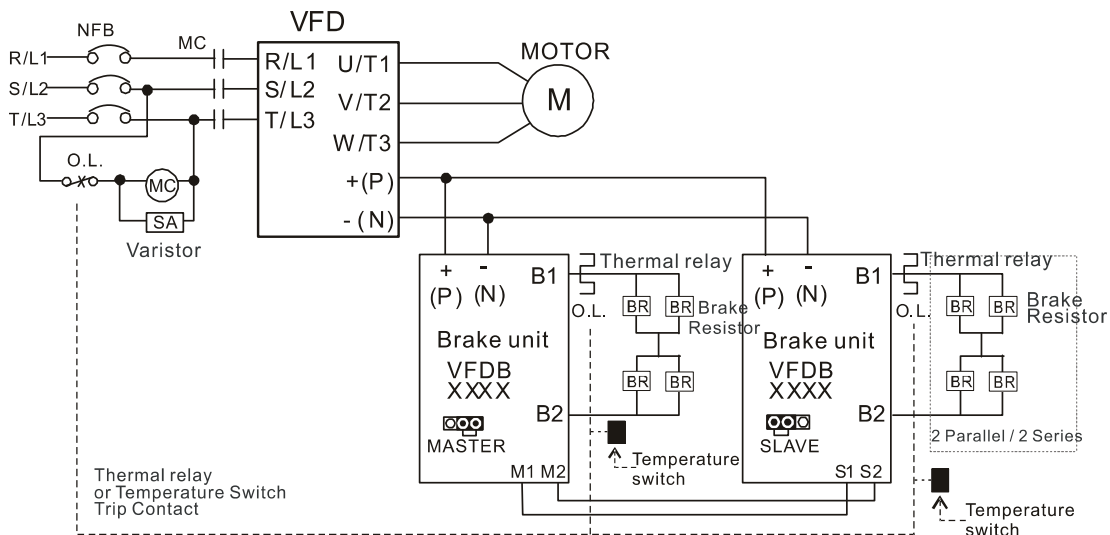 VFD
NFB
MC
R/L1
S/L2
T/L3
R/L1
S/L2
T/L3
U/T1
V/T2
W/T3
+(P)
-(N)
MOTOR
M
O.L.
MC
SA
Varistor
+
(P)
-
(N)
B1
Brake unit
VFDB
XXXX
MASTER
B2
M1 M2
Thermal relay
O.L.
BR
BR
BR
BR
Brake
Resistor
Temperature
switch
+
(P)
-
(N)
B1
Brake unit
VFDB
XXXX
SLAVE
B2
S1 S2
Thermal relay
O.L.
BR
BR
BR
BR
Brake
Resistor
2 Parallel / 2 Series
Temperature
switch
Thermal relay
or Temperature Switch
Trip Contact